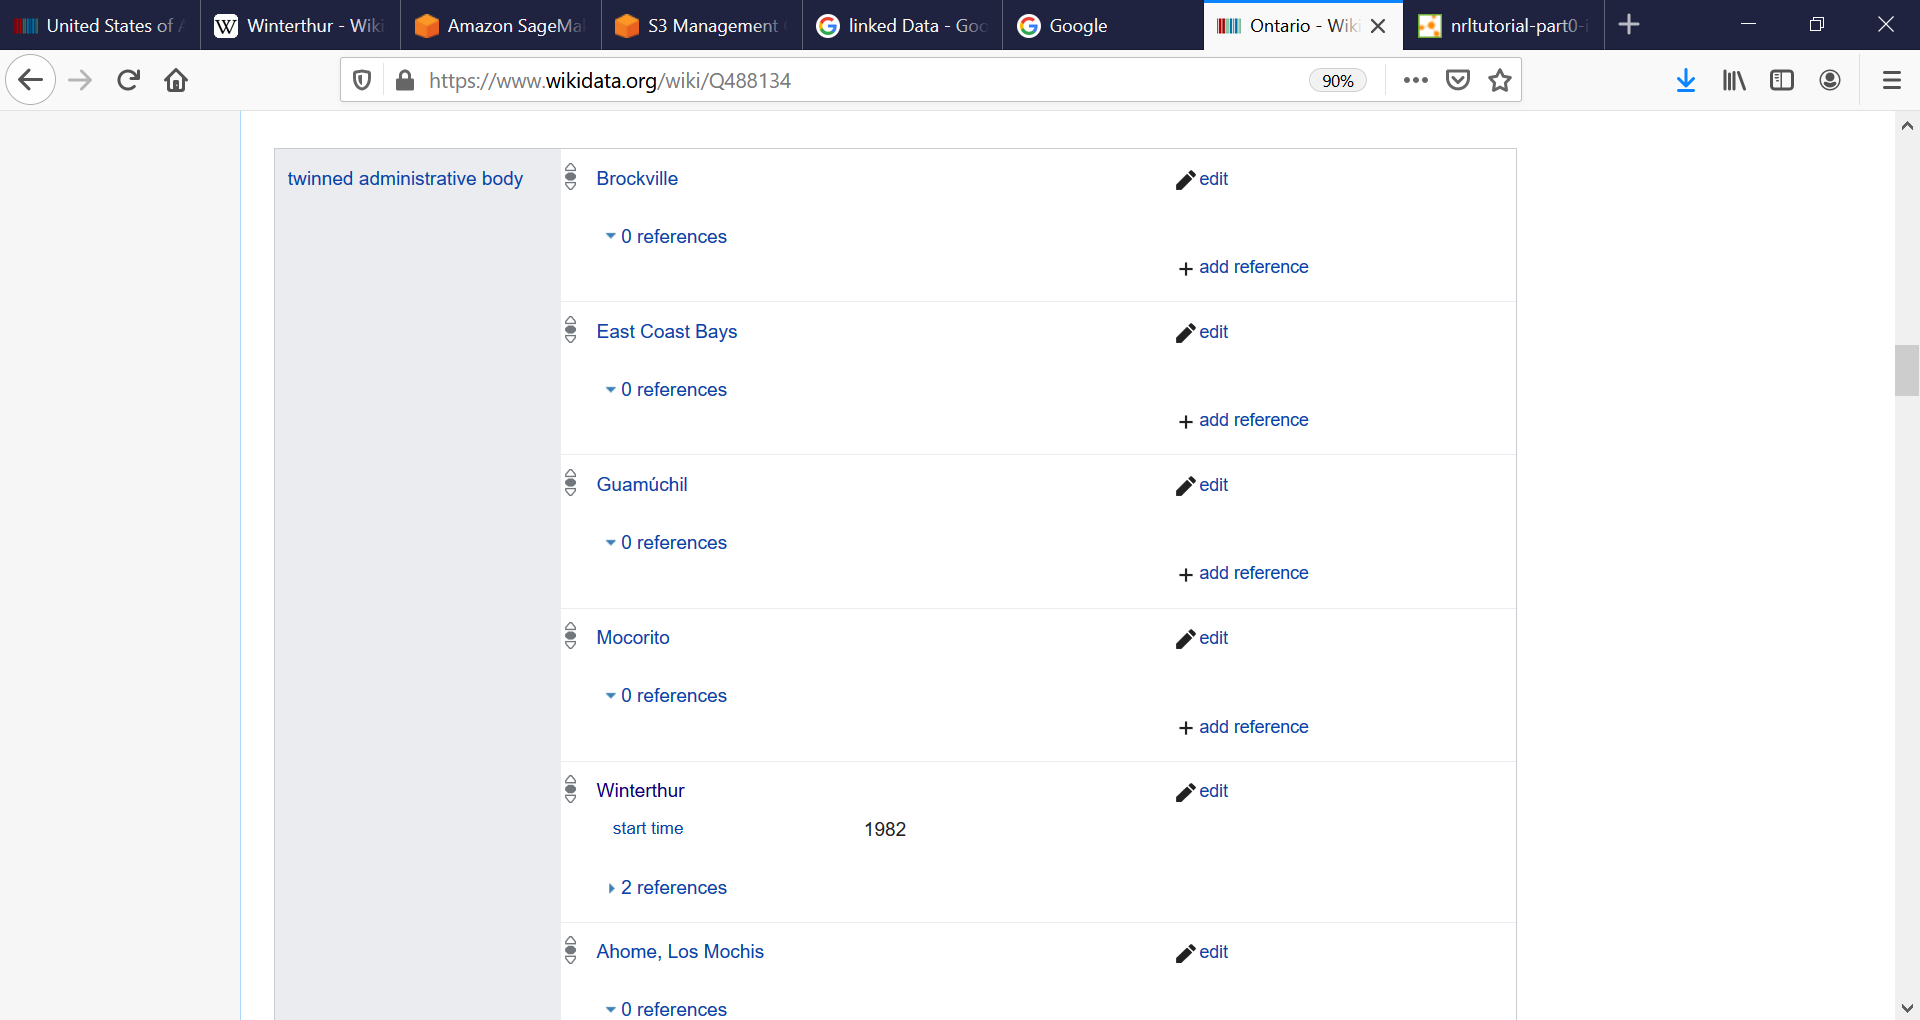 United States of A
Winterthur - Wiki
Amazon SageMa
S3 Management
linked Data - Goo
Google
Ontario - Wiki
nrltutorial-part0-i
https://www.wikidata.org/wiki/Q488134
90%
twinned administrative body
Brockville
edit
0 references
+ add reference
East Coast Bays
edit
0 references
+ add reference
Guamúchil
edit
0 references
+ add reference
Mocorito
edit
0 references
+ add reference
Winterthur
edit
start time 1982
2 references
Ahome, Los Mochis
edit
0 references